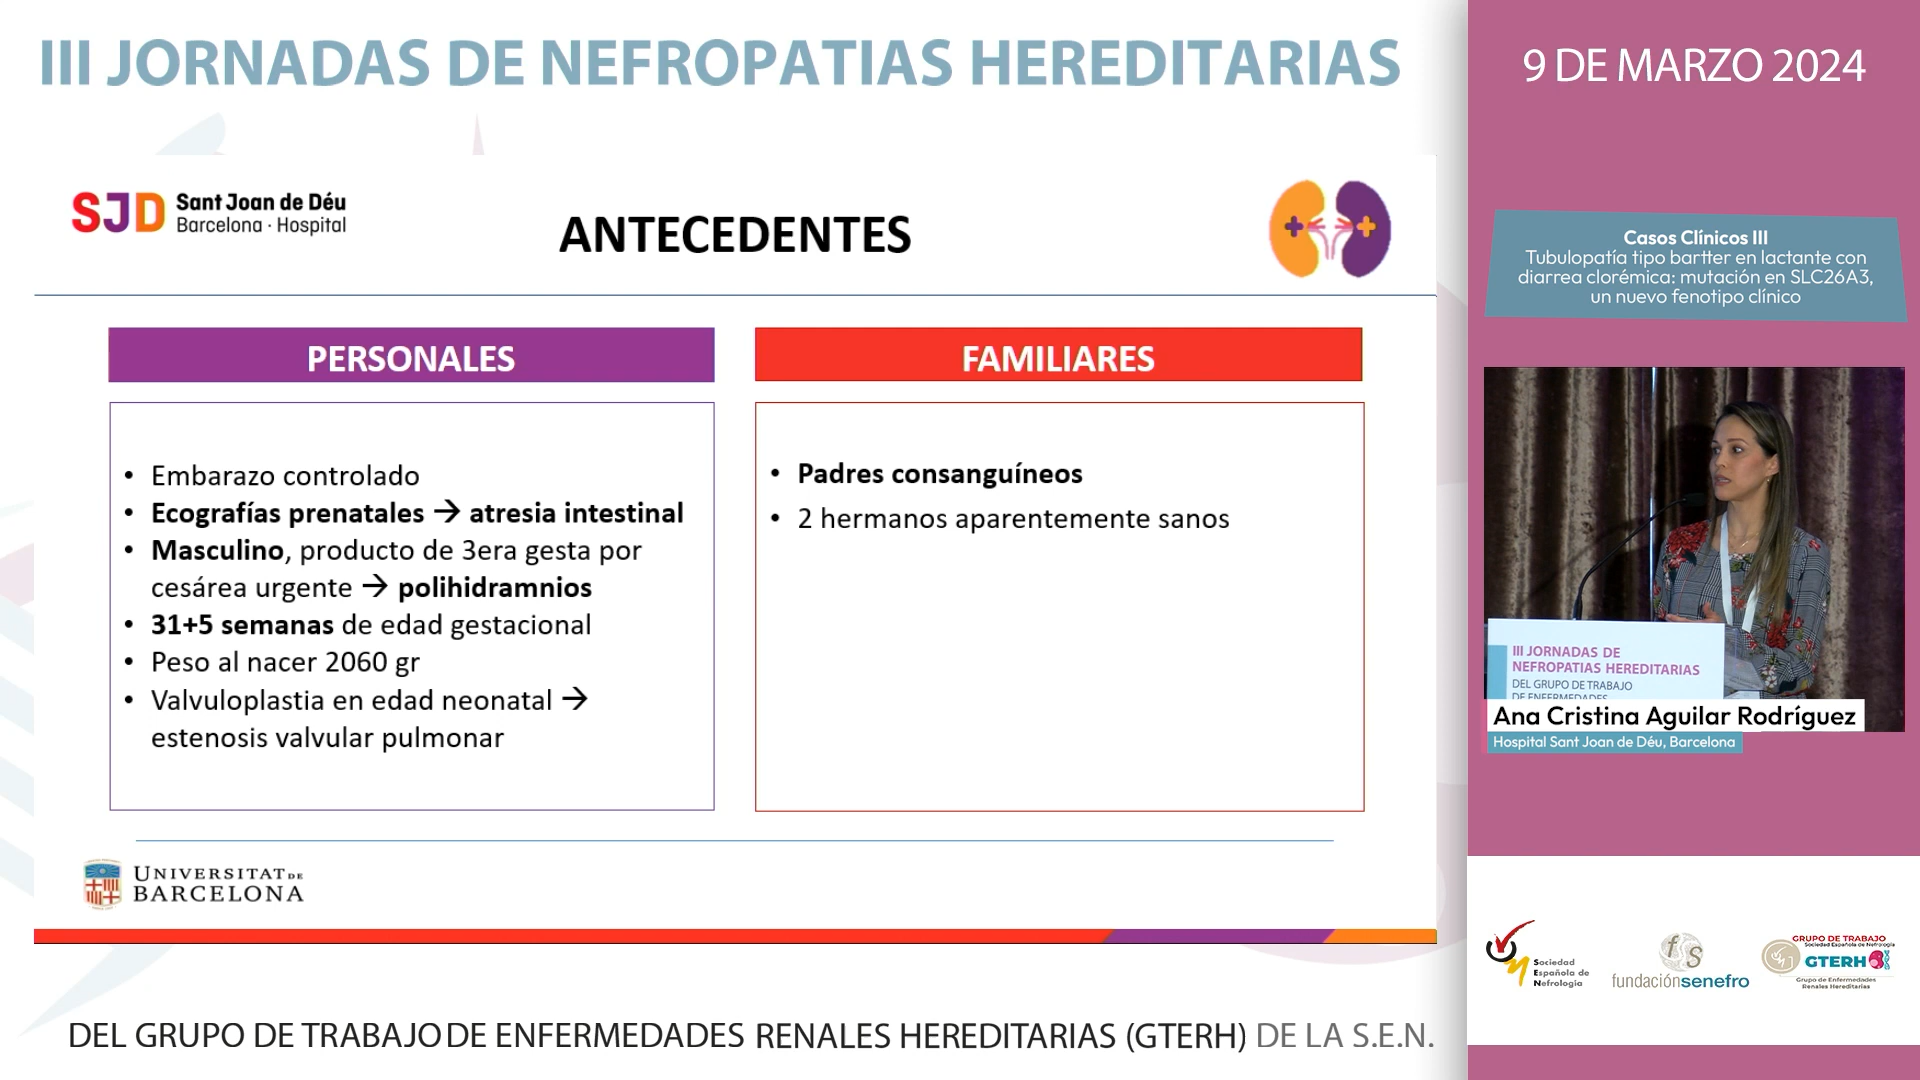 III JORNADAS DE NEFROPATIAS HEREDITARIAS
SJD Sant Joan de Déu
Barcelona · Hospital
ANTECEDENTES
PERSONALES
• Embarazo controlado
• Ecografías prenatales → atresia intestinal
• Masculino, producto de 3era gesta por
cesárea urgente → polihidramnios
• 31+5 semanas de edad gestacional
• Peso al nacer 2060 gr
• Valvuloplastia en edad neonatal →
estenosis valvular pulmonar
FAMILIARES
• Padres consanguíneos
• 2 hermanos aparentemente sanos
UNIVERSITAT DE
BARCELONA
DEL GRUPO DE TRABAJO DE ENFERMEDADES RENALES HEREDITARIAS (GTERH) DE LA S.E.N.
9 DE MARZO 2024
Casos Clínicos III
Tubulopatía tipo bartter en lactante con
diarrea clorémica: mutación en SLC26A3,
un nuevo fenotipo clínico
III JORNADAS DE
NEFROPATIAS HEREDITARIAS
DEL GRUPO DE TRABAJO
DE ENFERMEDADES
Ana Cristina Aguilar Rodríguez
Hospital Sant Joan de Déu, Barcelona
Sociedad
Española de
Nefrología
fundaciónsenefro
GRUPO DE TRABAJO
Sociedad Española de Nefrología
GTERH
Grupo de Enfermedades
Renales Hereditarias